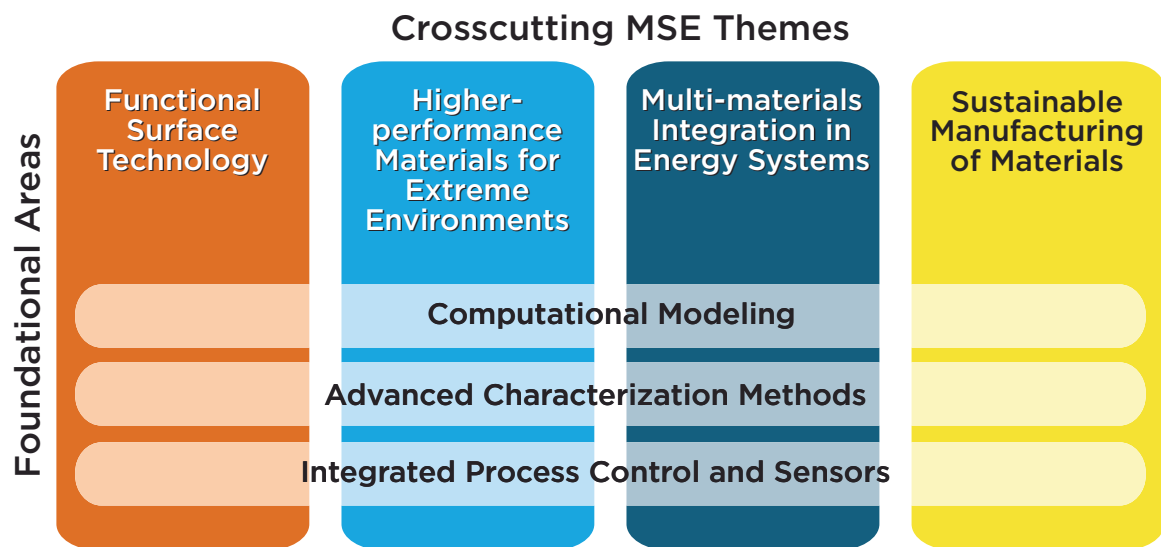 Crosscutting MSE Themes
Foundational Areas
Functional
Surface
Technology
Higher-
performance
Materials for
Extreme
Environments
Multi-materials
Integration in
Energy Systems
Sustainable
Manufacturing
of Materials
Computational Modeling
Advanced Characterization Methods
Integrated Process Control and Sensors